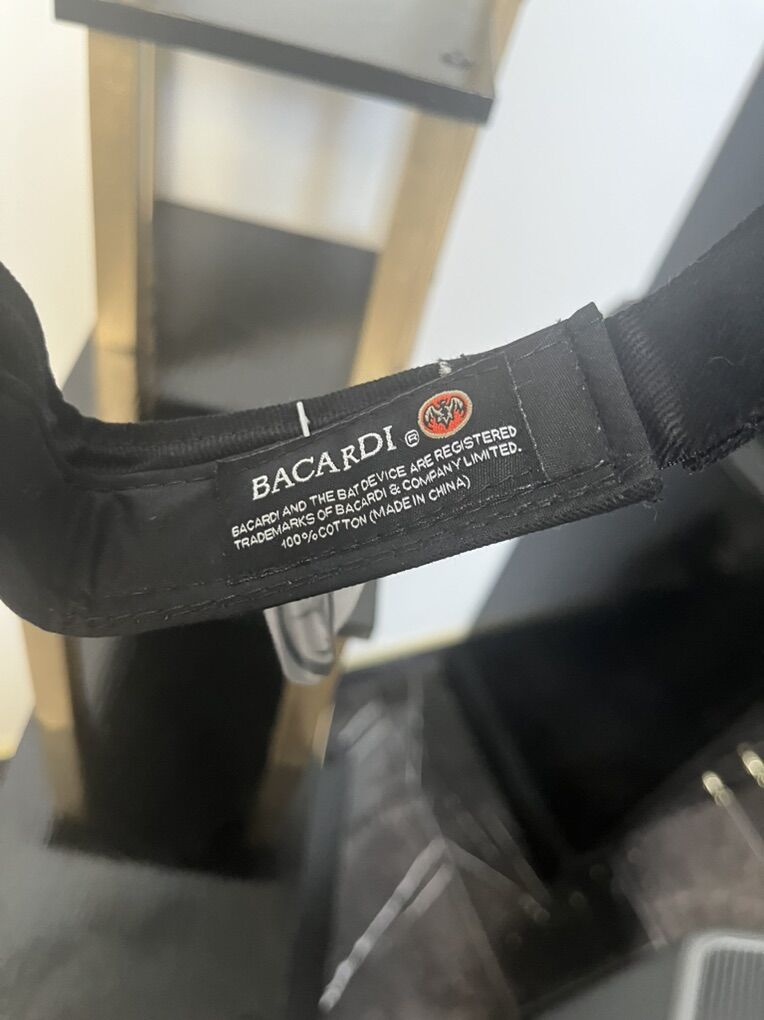 BACARDI ®
BACARDI AND THE BAT DEVICE ARE REGISTERED
TRADEMARKS OF BACARDI & COMPANY LIMITED.
100% COTTON (MADE IN CHINA)